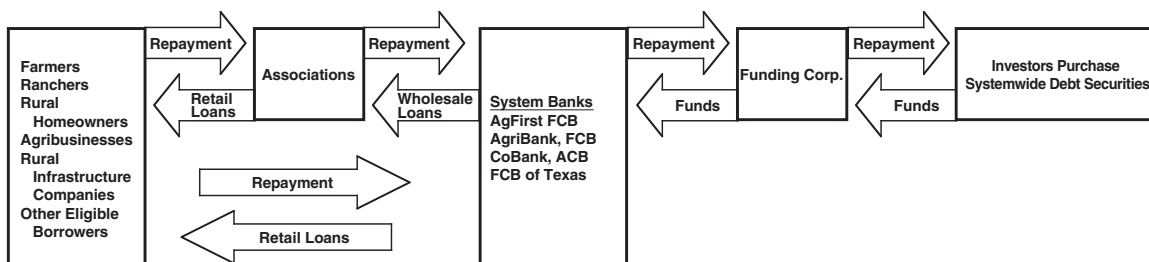 Farmers
Ranchers
Rural
Homeowners
Agribusinesses
Rural
Infrastructure
Companies
Other Eligible
Borrowers
Repayment
Retail
Loans
Associations
Repayment
Wholesale
Loans
Repayment
Retail Loans
System Banks
AgFirst FCB
AgriBank, FCB
CoBank, ACB
FCB of Texas
Repayment
Funds
Funding Corp.
Repayment
Funds
Investors Purchase
Systemwide Debt Securities